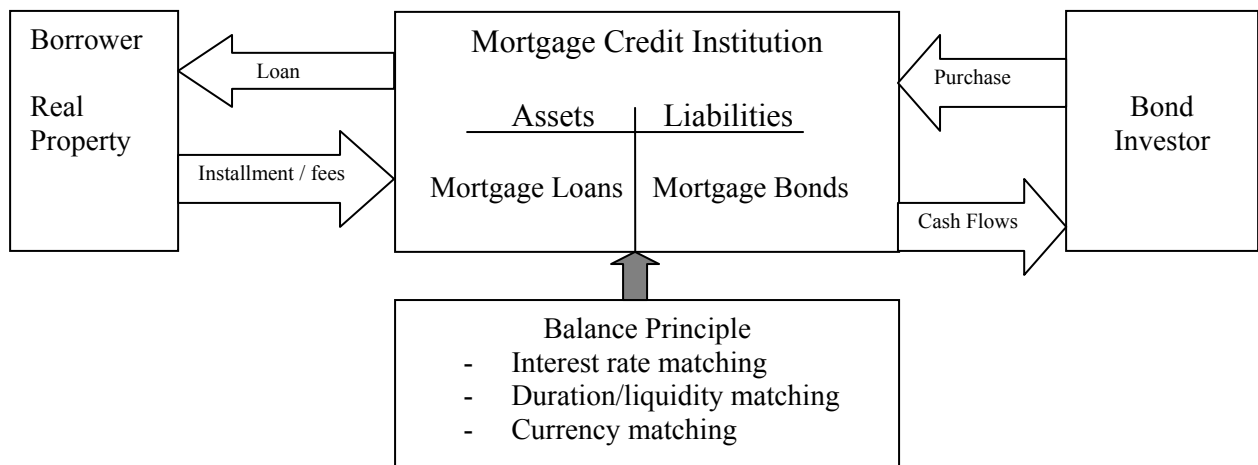 Borrower
Real
Property
Loan
Installment / fees
Mortgage Credit Institution
Assets
Liabilities
Mortgage Loans
Mortgage Bonds
Purchase
Cash Flows
Bond
Investor
Balance Principle
- Interest rate matching
- Duration/liquidity matching
- Currency matching